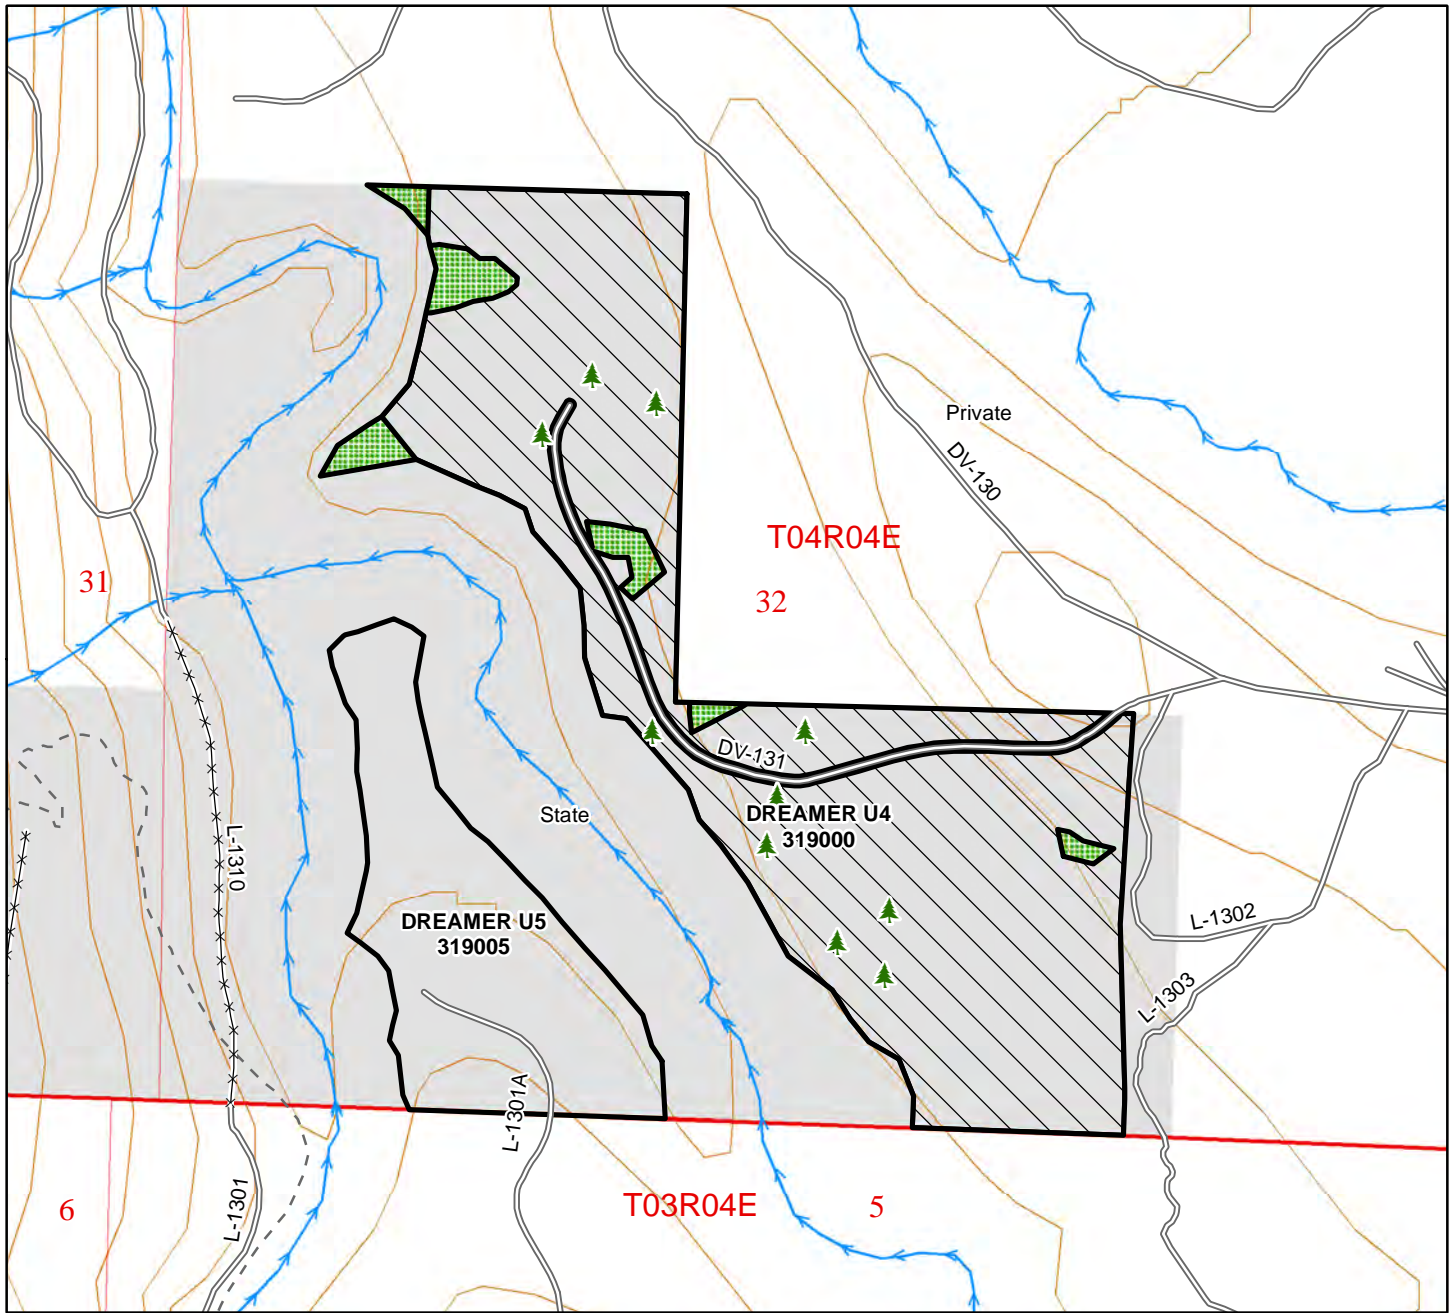 Private
DV-130
T04R04E
31
32
DV-131
State
DREAMER U4
319000
L-1310
DREAMER U5
319005
L-1302
L-1303
L-1301A
L-1301
T03R04E
6
5